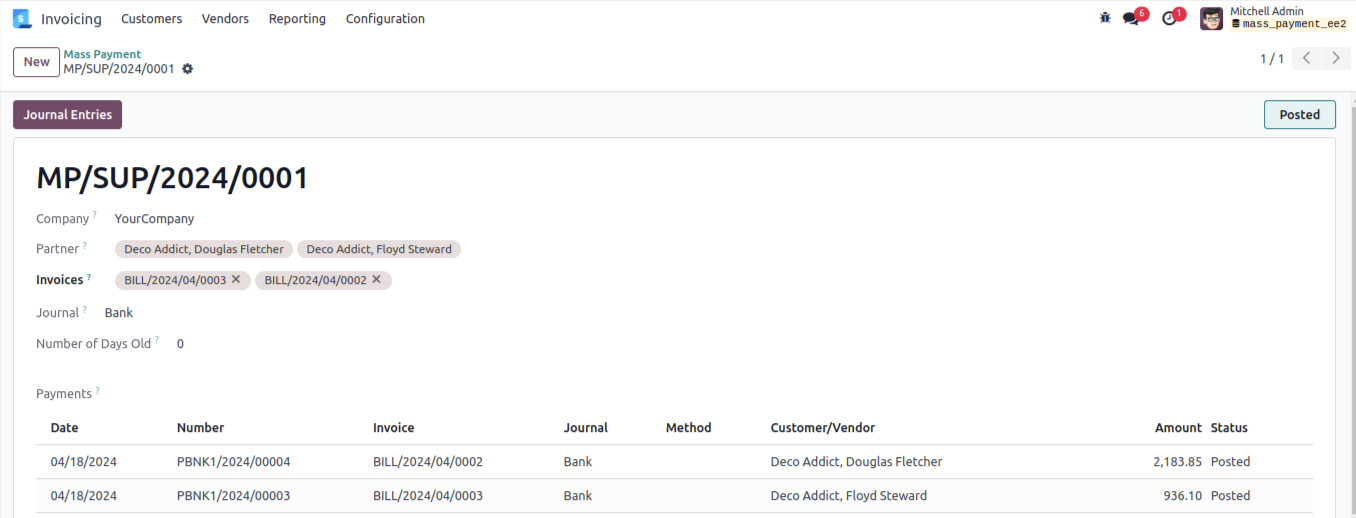 Invoicing Customers Vendors Reporting Configuration 6 1 Mitchell Admin
mass_payment_ee2
New Mass Payment
MP/SUP/2024/0001 1 / 1
Journal Entries Posted
MP/SUP/2024/0001
Company ? YourCompany
Partner ? Deco Addict, Douglas Fletcher Deco Addict, Floyd Steward
Invoices ? BILL/2024/04/0003 ✕ BILL/2024/04/0002 ✕
Journal ? Bank
Number of Days Old ? 0
Payments ?
Date Number Invoice Journal Method Customer/Vendor Amount Status
04/18/2024 PBNK1/2024/00004 BILL/2024/04/0002 Bank Deco Addict, Douglas Fletcher 2,183.85 Posted
04/18/2024 PBNK1/2024/00003 BILL/2024/04/0003 Bank Deco Addict, Floyd Steward 936.10 Posted